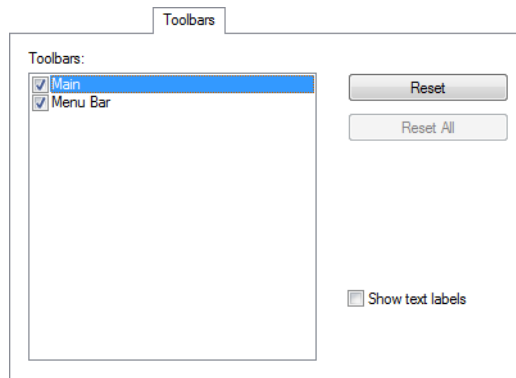 Toolbars
Toolbars:
Main
Menu Bar
Reset
Reset All
Show text labels